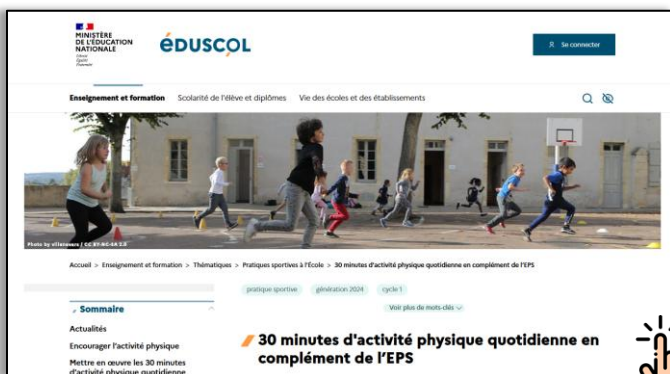 MINISTÈRE
DE L'ÉDUCATION
NATIONALE
Liberté
Égalité
Fraternité
éduscol
Se connecter
Enseignement et formation Scolarité de l'élève et diplômes Vie des écoles et des établissements
Photo by villenavers / CC BY-NC-SA 2.0
Accueil > Enseignement et formation > Thématiques > Pratiques sportives à l'École > 30 minutes d'activité physique quotidienne en complément de l'EPS
pratique sportive génération 2024 cycle 1
Voir plus de mots-clés
Sommaire
Actualités
Encourager l'activité physique
Mettre en œuvre les 30 minutes
d'activité physique quotidienne
30 minutes d'activité physique quotidienne en
complément de l'EPS